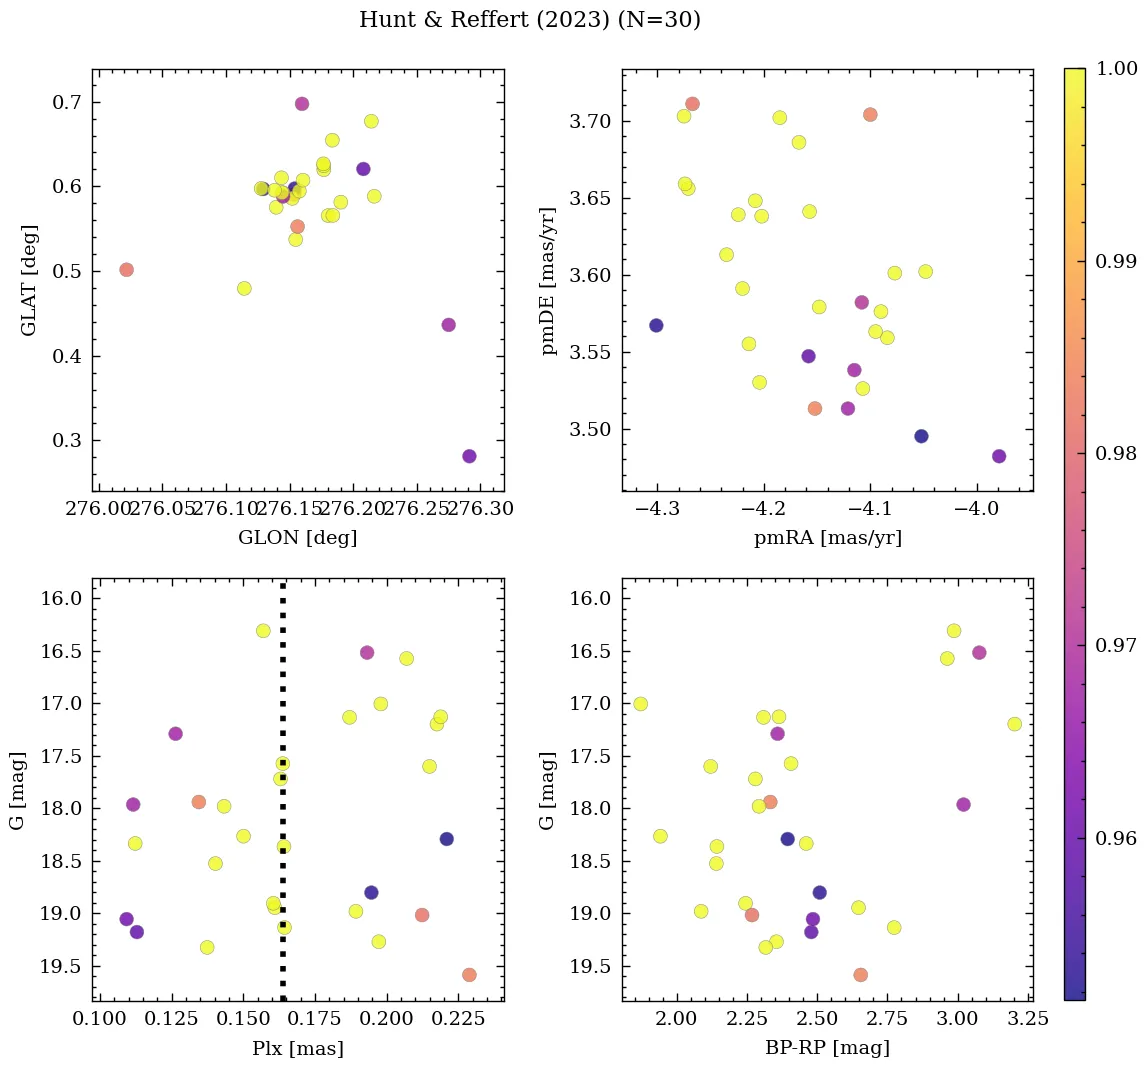 Hunt & Reffert (2023) (N=30)
0.7
0.6
0.5
0.4
0.3
GLAT [deg]
276.00 276.05 276.10 276.15 276.20 276.25 276.30
GLON [deg]
3.70
3.65
3.60
3.55
3.50
pmDE [mas/yr]
−4.3 −4.2 −4.1 −4.0
pmRA [mas/yr]
1.00
0.99
0.98
0.97
0.96
16.0
16.5
17.0
17.5
18.0
18.5
19.0
19.5
G [mag]
0.100 0.125 0.150 0.175 0.200 0.225
Plx [mas]
16.0
16.5
17.0
17.5
18.0
18.5
19.0
19.5
G [mag]
2.00 2.25 2.50 2.75 3.00 3.25
BP-RP [mag]